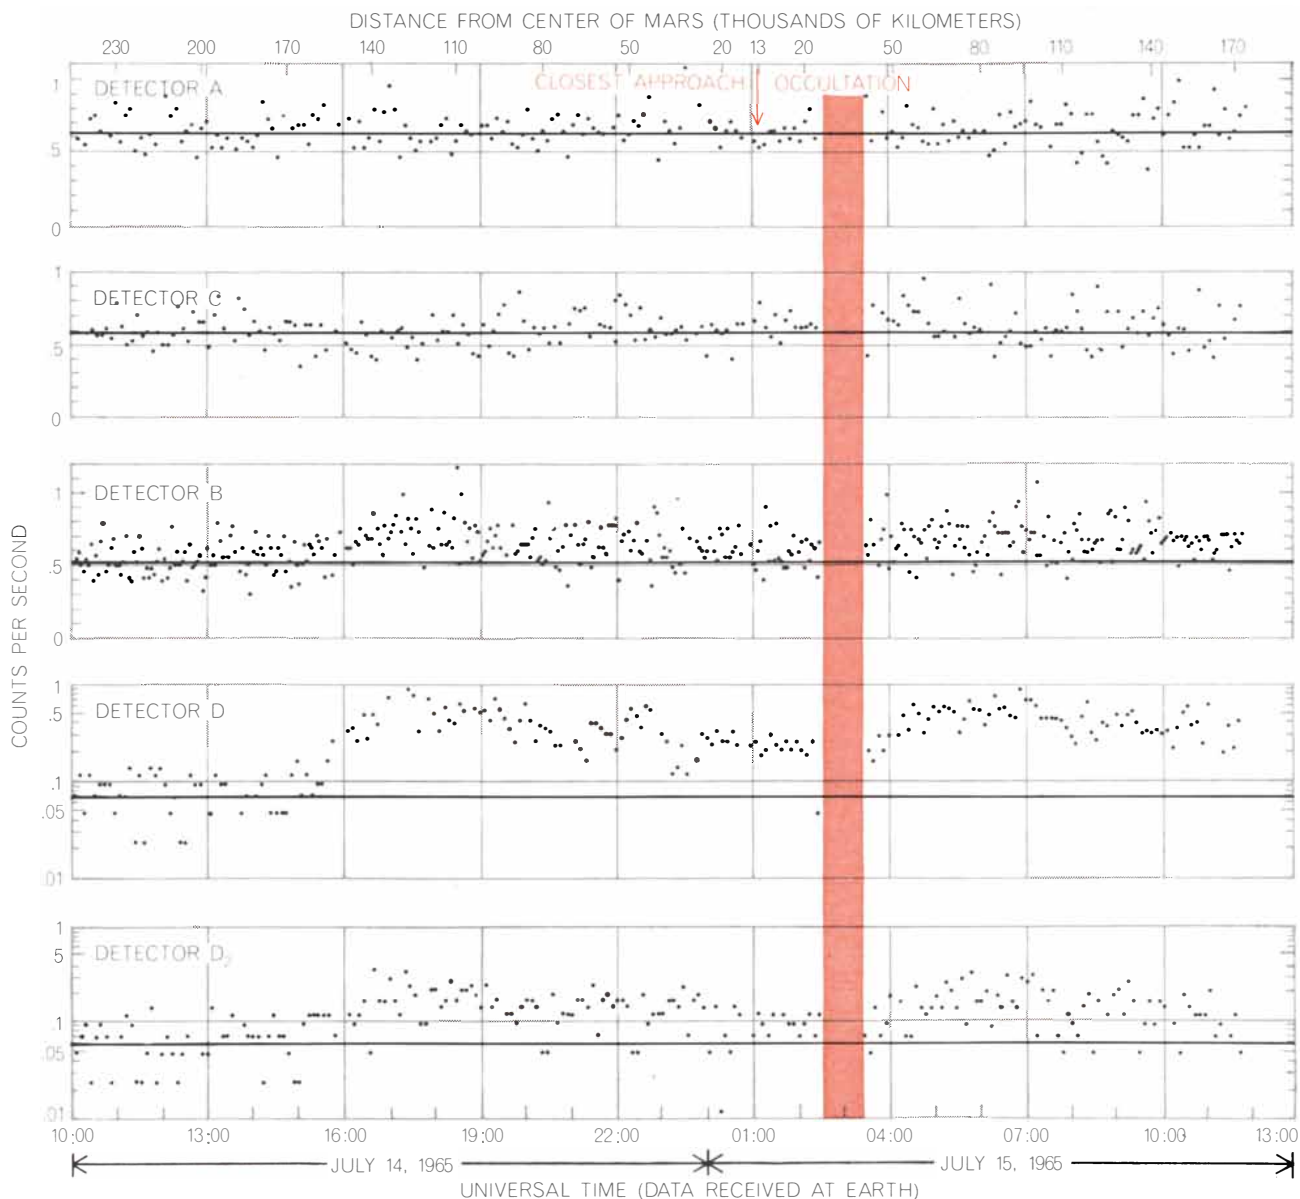 DISTANCE FROM CENTER OF MARS (THOUSANDS OF KILOMETERS)
230 200 170 140 110 80 50 20 13 20 50 80 110 140 170
CLOSEST APPROACH OCCULTATION
DETECTOR A
1
.5
0
DETECTOR C
1
.5
0
DETECTOR B
1
.5
0
COUNTS PER SECOND
DETECTOR D
1
.5
.1
.05
.01
DETECTOR D2
1
5
.1
.05
.01
10:00 13:00 16:00 19:00 22:00 01:00 04:00 07:00 10:00 13:00
JULY 14, 1965 JULY 15, 1965
UNIVERSAL TIME (DATA RECEIVED AT EARTH)